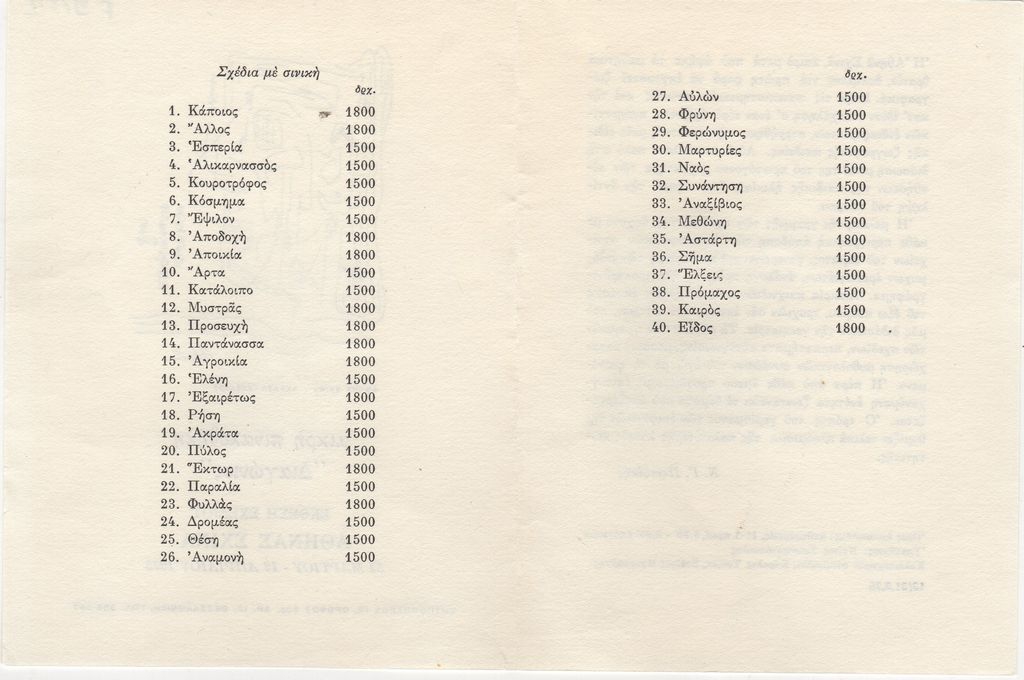 Σχέδια μὲ σινικὴ
δρχ.
1. Κάποιος 1800
2. Ἄλλος 1800
3. Ἑσπερία 1500
4. Ἁλικαρνασσὸς 1500
5. Κουροτρόφος 1500
6. Κόσμημα 1500
7. Ἔψιλον 1500
8. Ἀποδοχὴ 1800
9. Ἀποικία 1800
10. Ἄρτα 1500
11. Κατάλοιπο 1500
12. Μυστρᾶς 1800
13. Προσευχὴ 1800
14. Παντάνασσα 1800
15. Ἀγροικία 1800
16. Ἑλένη 1500
17. Ἐξαιρέτως 1800
18. Ρήση 1500
19. Ἀκράτα 1500
20. Πύλος 1500
21. Ἕκτωρ 1800
22. Παραλία 1500
23. Φυλλὰς 1800
24. Δρομέας 1500
25. Θέση 1500
26. Ἀναμονὴ 1500
δρχ.
27. Αὐλὼν 1500
28. Φρύνη 1500
29. Φερώνυμος 1500
30. Μαρτυρίες 1500
31. Ναὸς 1500
32. Συνάντηση 1500
33. Ἀναξίβιος 1500
34. Μεθώνη 1500
35. Ἀστάρτη 1800
36. Σῆμα 1500
37. Ἕλξεις 1500
38. Πρόμαχος 1500
39. Καιρὸς 1500
40. Εἶδος 1800